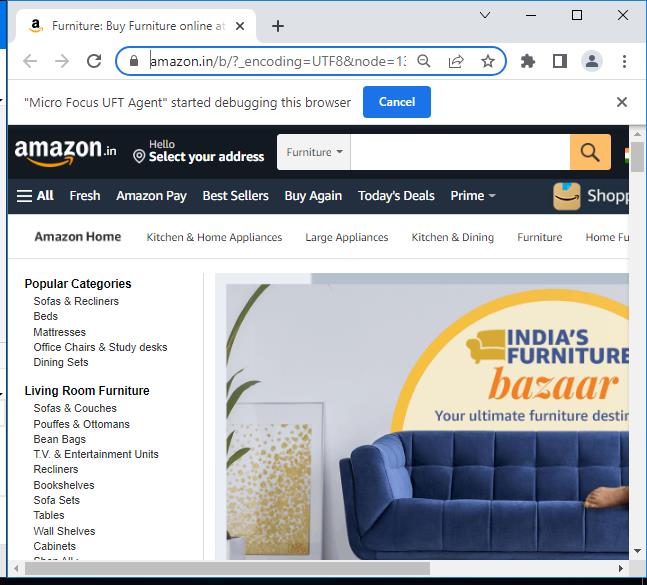 Furniture: Buy Furniture online at
amazon.in/b/?_encoding=UTF8&node=13
"Micro Focus UFT Agent" started debugging this browser
Cancel
amazon.in
Hello
Select your address
Furniture
All Fresh Amazon Pay Best Sellers Buy Again Today's Deals Prime Shopp
Amazon Home Kitchen & Home Appliances Large Appliances Kitchen & Dining Furniture Home Fu
Popular Categories
Sofas & Recliners
Beds
Mattresses
Office Chairs & Study desks
Dining Sets
Living Room Furniture
Sofas & Couches
Pouffes & Ottomans
Bean Bags
T.V. & Entertainment Units
Recliners
Bookshelves
Sofa Sets
Tables
Wall Shelves
Cabinets
INDIA'S
FURNITURE
bazaar
Your ultimate furniture destin